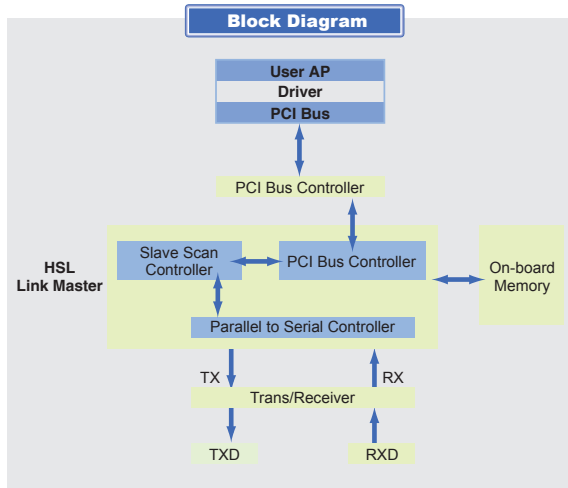 Block Diagram
User AP
Driver
PCI Bus
PCI Bus Controller
HSL
Link Master
Slave Scan
Controller
PCI Bus Controller
On-board
Memory
Parallel to Serial Controller
TX
RX
Trans/Receiver
TXD
RXD